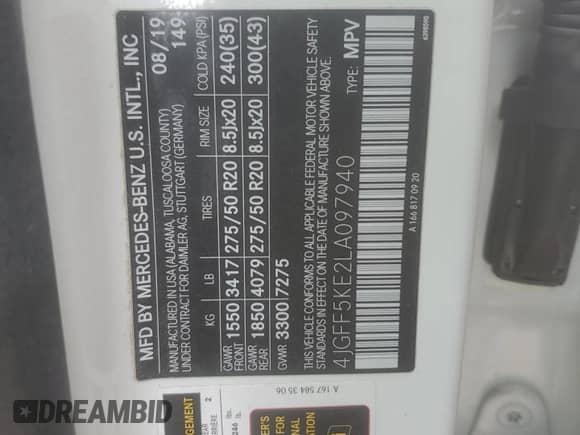 MFD BY MERCEDES-BENZ U.S. INTL., INC
08/19
149
MANUFACTURED IN USA (ALABAMA, TUSCALOOSA COUNTY)
UNDER CONTRACT FOR DAIMLER AG, STUTTGART (GERMANY)
KG LB TIRES RIM SIZE COLD KPA(PSI)
GAWR FRONT 1550 3417 275/50 R20 8.5Jx20 240(35)
GAWR REAR 1850 4079 275/50 R20 8.5Jx20 300(43)
GVWR 3300 7275
THIS VEHICLE CONFORMS TO ALL APPLICABLE FEDERAL MOTOR VEHICLE SAFETY
STANDARDS IN EFFECT ON THE DATE OF MANUFACTURE SHOWN ABOVE.
4JGFF5KE2LA097940 TYPE: MPV
A 166 817 09 20
A 167 584 35 06
2
246 lbs.
DREAMBID